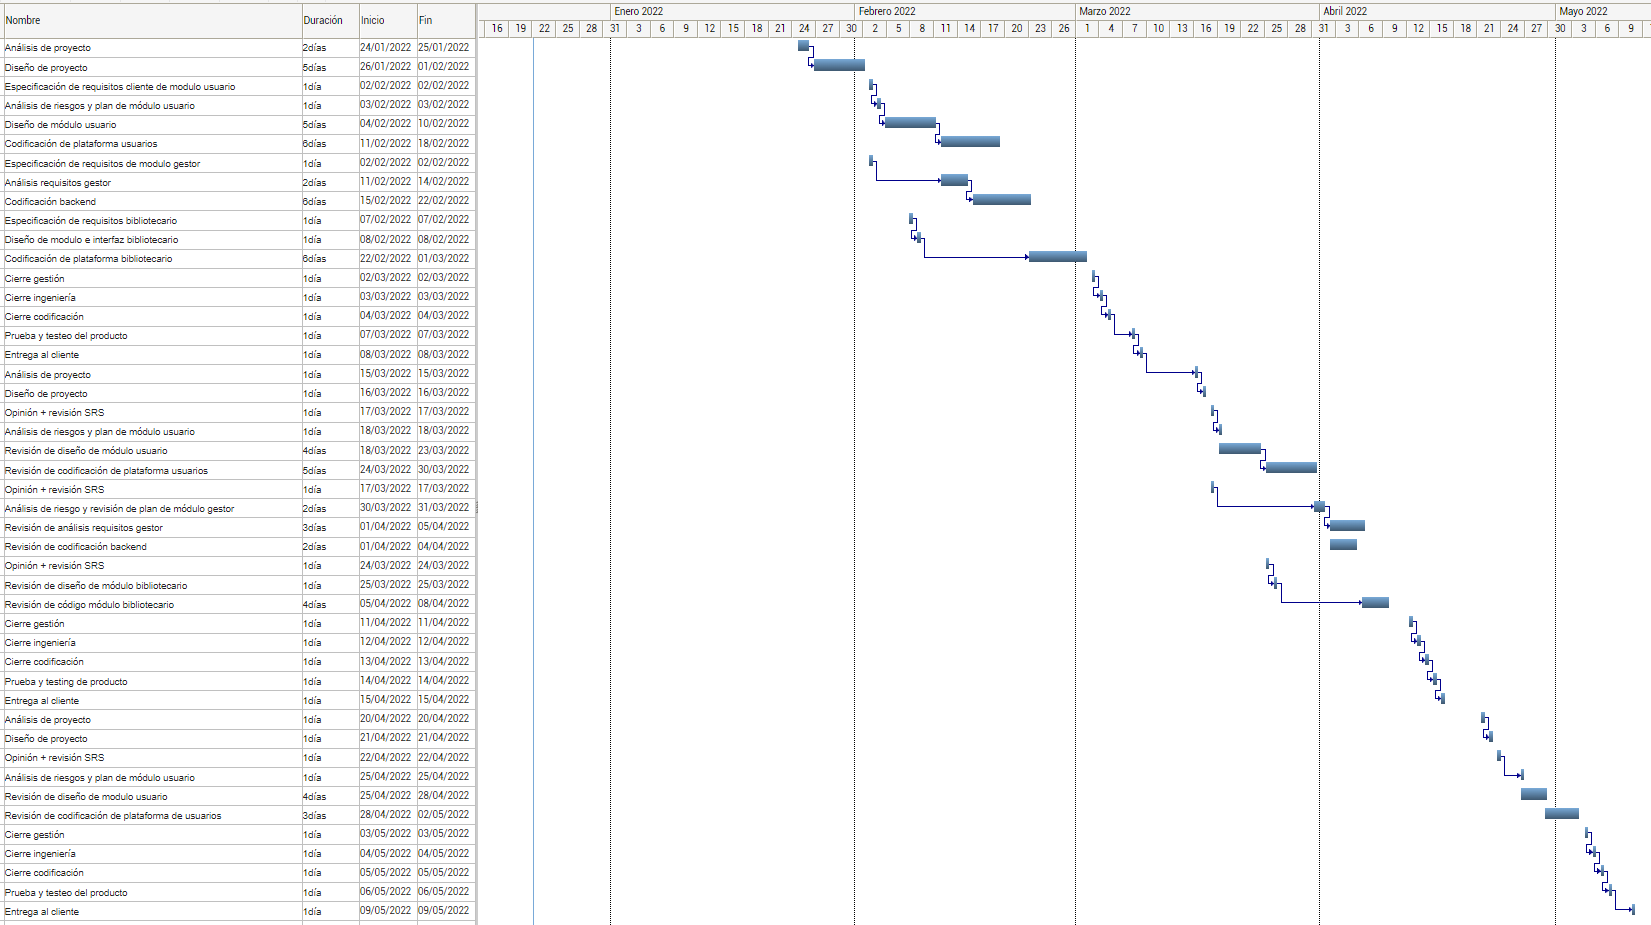 Enero 2022 Febrero 2022 Marzo 2022 Abril 2022 Mayo 2022
Nombre Duración Inicio Fin
16 19 22 25 28 31 3 6 9 12 15 18 21 24 27 30 2 5 8 11 14 17 20 23 26 1 4 7 10 13 16 19 22 25 28 31 3 6 9 12 15 18 21 24 27 30 3 6 9
Análisis de proyecto 2días 24/01/2022 25/01/2022
Diseño de proyecto 5días 26/01/2022 01/02/2022
Especificación de requisitos cliente de modulo usuario 1día 02/02/2022 02/02/2022
Análisis de riesgos y plan de módulo usuario 1día 03/02/2022 03/02/2022
Diseño de módulo usuario 5días 04/02/2022 10/02/2022
Codificación de plataforma usuarios 6días 11/02/2022 18/02/2022
Especificación de requisitos de modulo gestor 1día 02/02/2022 02/02/2022
Análisis requisitos gestor 2días 11/02/2022 14/02/2022
Codificación backend 6días 15/02/2022 22/02/2022
Especificación de requisitos bibliotecario 1día 07/02/2022 07/02/2022
Diseño de modulo e interfaz bibliotecario 1día 08/02/2022 08/02/2022
Codificación de plataforma bibliotecario 6días 22/02/2022 01/03/2022
Cierre gestión 1día 02/03/2022 02/03/2022
Cierre ingeniería 1día 03/03/2022 03/03/2022
Cierre codificación 1día 04/03/2022 04/03/2022
Prueba y testeo del producto 1día 07/03/2022 07/03/2022
Entrega al cliente 1día 08/03/2022 08/03/2022
Análisis de proyecto 1día 15/03/2022 15/03/2022
Diseño de proyecto 1día 16/03/2022 16/03/2022
Opinión + revisión SRS 1día 17/03/2022 17/03/2022
Análisis de riesgos y plan de módulo usuario 1día 18/03/2022 18/03/2022
Revisión de diseño de módulo usuario 4días 18/03/2022 23/03/2022
Revisión de codificación de plataforma usuarios 5días 24/03/2022 30/03/2022
Opinión + revisión SRS 1día 17/03/2022 17/03/2022
Análisis de riesgo y revisión de plan de módulo gestor 2días 30/03/2022 31/03/2022
Revisión de análisis requisitos gestor 3días 01/04/2022 05/04/2022
Revisión de codificación backend 2días 01/04/2022 04/04/2022
Opinión + revisión SRS 1día 24/03/2022 24/03/2022
Revisión de diseño de módulo bibliotecario 1día 25/03/2022 25/03/2022
Revisión de código módulo bibliotecario 4días 05/04/2022 08/04/2022
Cierre gestión 1día 11/04/2022 11/04/2022
Cierre ingeniería 1día 12/04/2022 12/04/2022
Cierre codificación 1día 13/04/2022 13/04/2022
Prueba y testing de producto 1día 14/04/2022 14/04/2022
Entrega al cliente 1día 15/04/2022 15/04/2022
Análisis de proyecto 1día 20/04/2022 20/04/2022
Diseño de proyecto 1día 21/04/2022 21/04/2022
Opinión + revisión SRS 1día 22/04/2022 22/04/2022
Análisis de riesgos y plan de módulo usuario 1día 25/04/2022 25/04/2022
Revisión de diseño de modulo usuario 4días 25/04/2022 28/04/2022
Revisión de codificación de plataforma de usuarios 3días 28/04/2022 02/05/2022
Cierre gestión 1día 03/05/2022 03/05/2022
Cierre ingeniería 1día 04/05/2022 04/05/2022
Cierre codificación 1día 05/05/2022 05/05/2022
Prueba y testeo del producto 1día 06/05/2022 06/05/2022
Entrega al cliente 1día 09/05/2022 09/05/2022